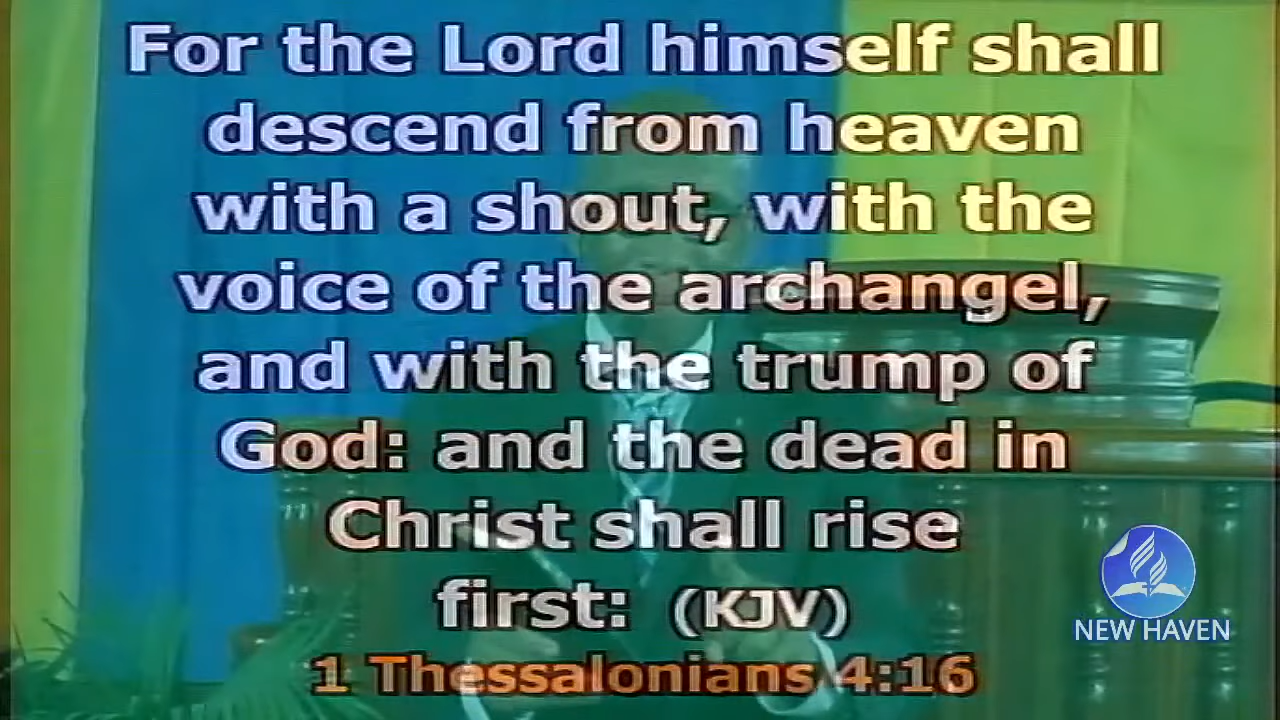 For the Lord himself shall
descend from heaven
with a shout, with the
voice of the archangel,
and with the trump of
God: and the dead in
Christ shall rise
first: (KJV)
1 Thessalonians 4:16
NEW HAVEN